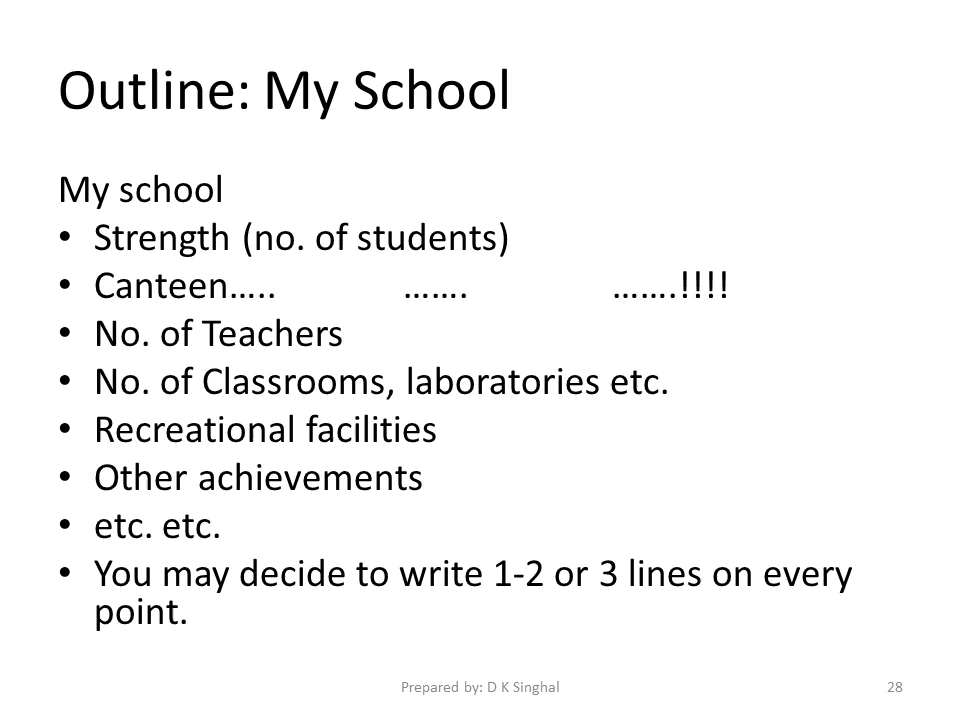 Outline: My School
My school
• Strength (no. of students)
• Canteen….. ……. …….!!!!
• No. of Teachers
• No. of Classrooms, laboratories etc.
• Recreational facilities
• Other achievements
• etc. etc.
• You may decide to write 1-2 or 3 lines on every
point.
Prepared by: D K Singhal 28